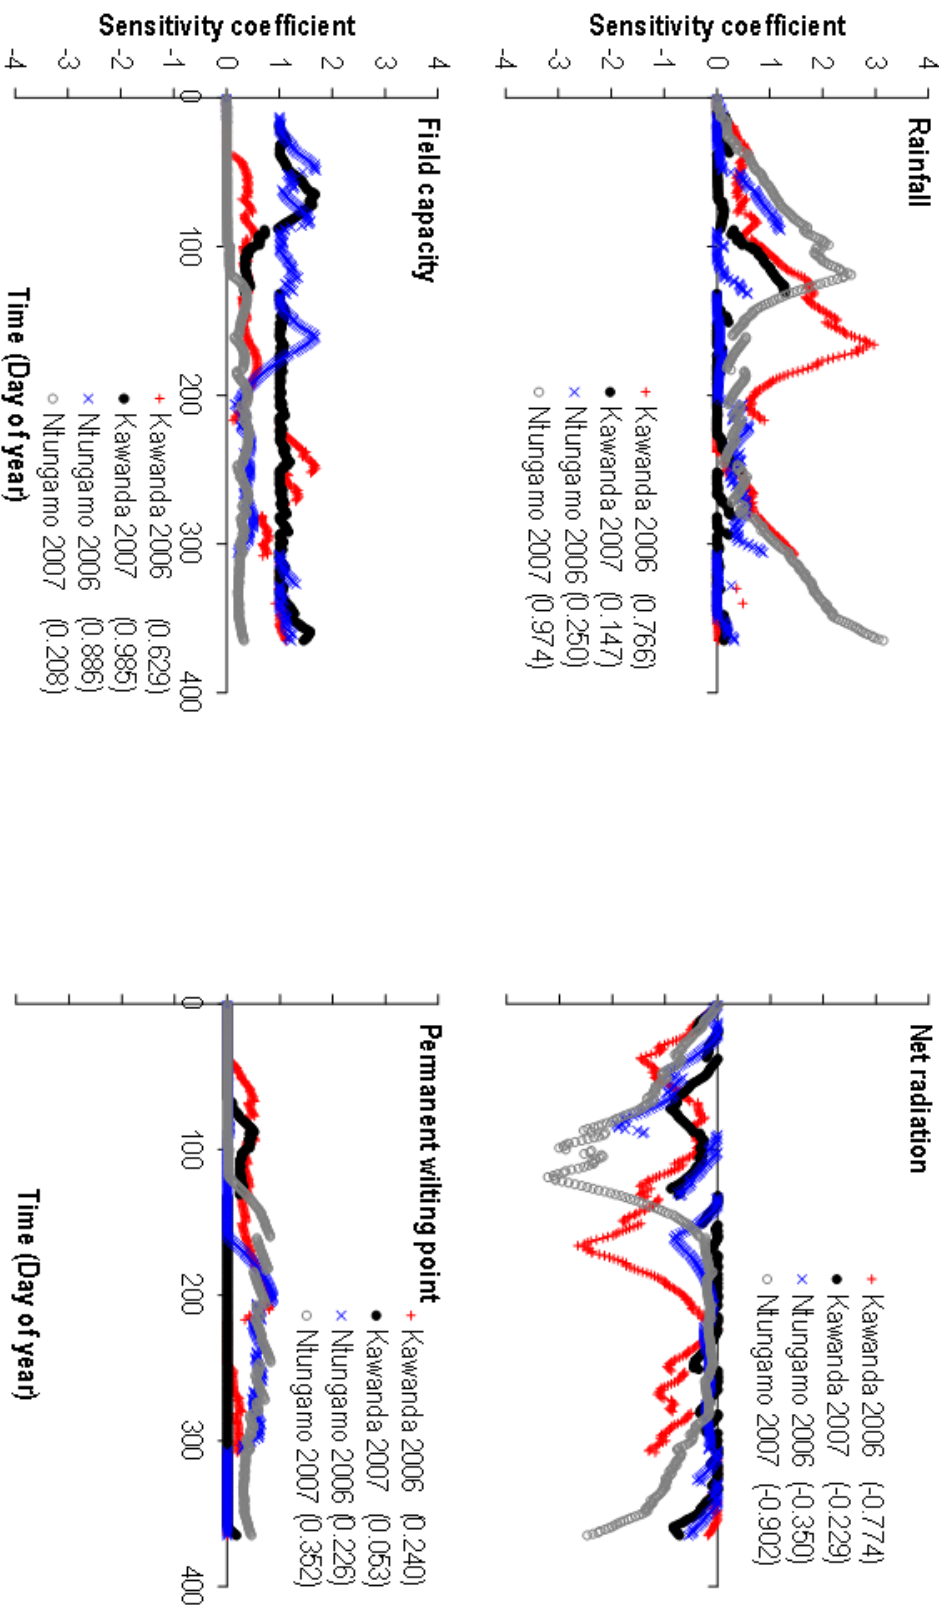 Rainfall
Sensitivity coefficient
4
3
2
1
0
-1
-2
-3
-4
+ Kawanda 2006 (0.766)
● Kawanda 2007 (0.147)
× Ntungamo 2006 (0.250)
○ Ntungamo 2007 (0.974)
Net radiation
+ Kawanda 2006 (-0.774)
● Kawanda 2007 (-0.229)
× Ntungamo 2006 (-0.350)
○ Ntungamo 2007 (-0.902)
Field capacity
Sensitivity coefficient
4
3
2
1
0
-1
-2
-3
-4
0 100 200 300 400
+ Kawanda 2006 (0.629)
● Kawanda 2007 (0.985)
× Ntungamo 2006 (0.886)
○ Ntungamo 2007 (0.208)
Time (Day of year)
Permanent wilting point
+ Kawanda 2006 (0.240)
● Kawanda 2007 (0.053)
× Ntungamo 2006 (0.226)
○ Ntungamo 2007 (0.352)
0 100 200 300 400
Time (Day of year)